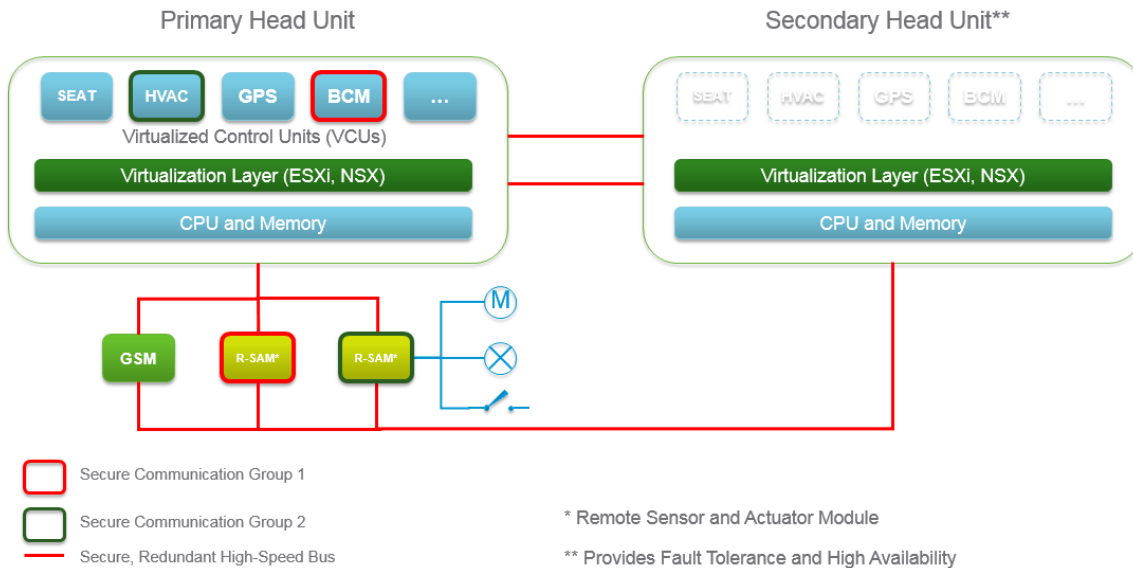 Primary Head Unit
Secondary Head Unit**
SEAT
HVAC
GPS
BCM
...
SEAT
HVAC
GPS
BCM
...
Virtualized Control Units (VCUs)
Virtualization Layer (ESXi, NSX)
Virtualization Layer (ESXi, NSX)
CPU and Memory
CPU and Memory
M
GSM
R-SAM*
R-SAM*
Secure Communication Group 1
Secure Communication Group 2
* Remote Sensor and Actuator Module
Secure, Redundant High-Speed Bus
** Provides Fault Tolerance and High Availability